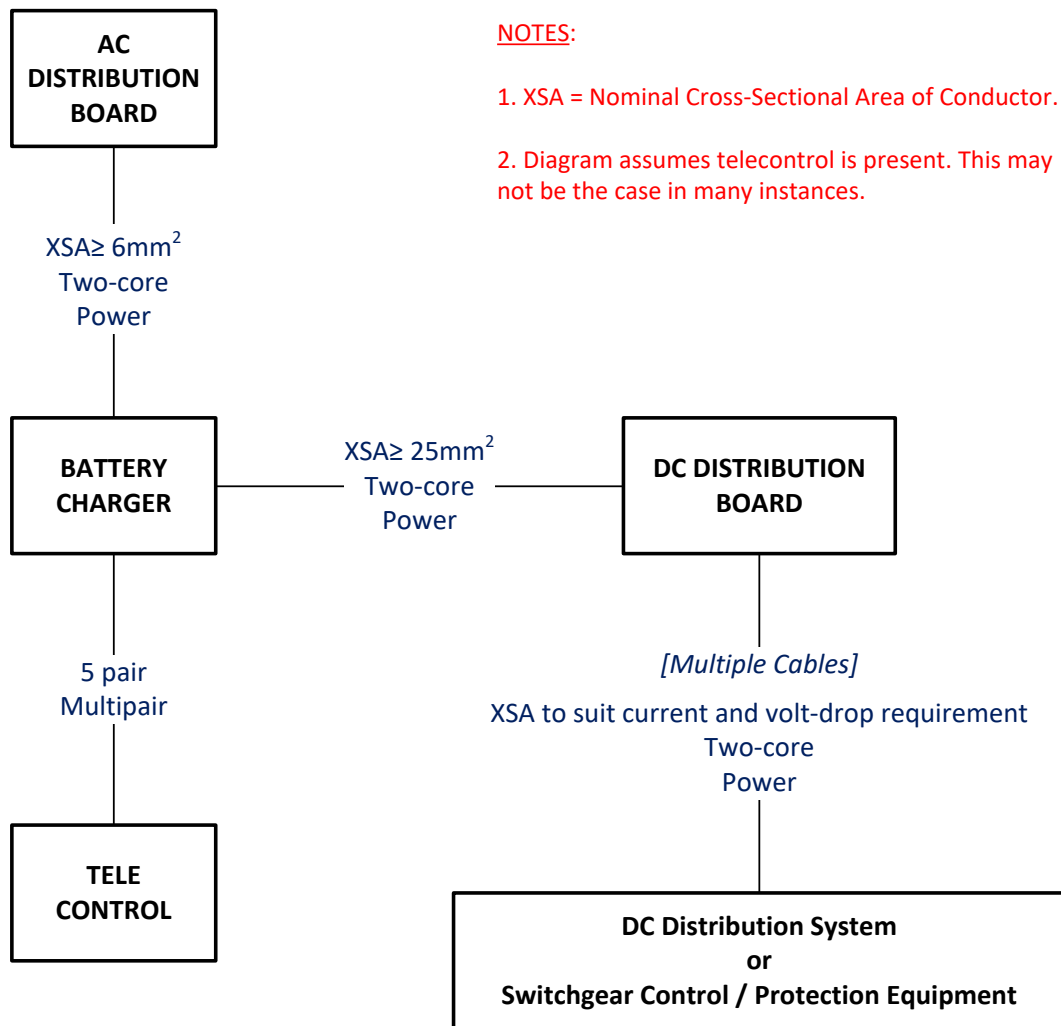 AC
DISTRIBUTION
BOARD
NOTES:
1. XSA = Nominal Cross-Sectional Area of Conductor.
2. Diagram assumes telecontrol is present. This may
not be the case in many instances.
XSA≥ 6mm²
Two-core
Power
BATTERY
CHARGER
XSA≥ 25mm²
Two-core
Power
DC DISTRIBUTION
BOARD
5 pair
Multipair
[Multiple Cables]
XSA to suit current and volt-drop requirement
Two-core
Power
TELE
CONTROL
DC Distribution System
or
Switchgear Control / Protection Equipment